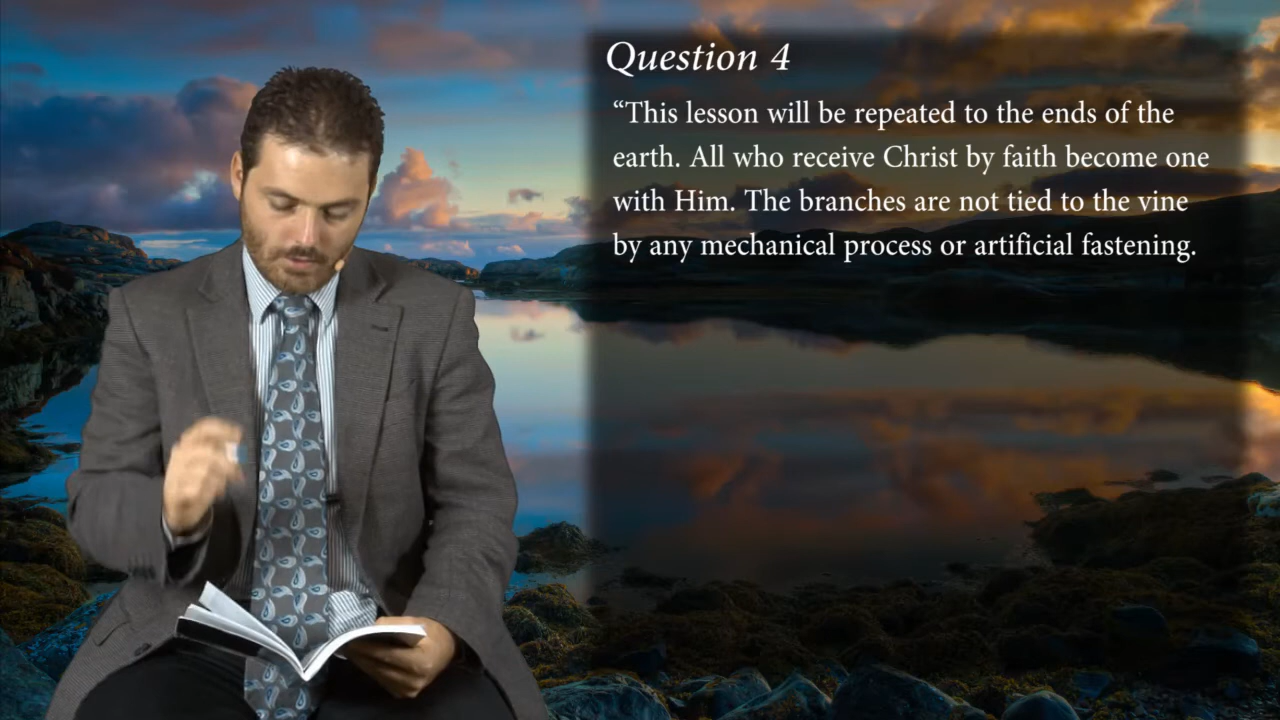 Question 4
“This lesson will be repeated to the ends of the
earth. All who receive Christ by faith become one
with Him. The branches are not tied to the vine
by any mechanical process or artificial fastening.